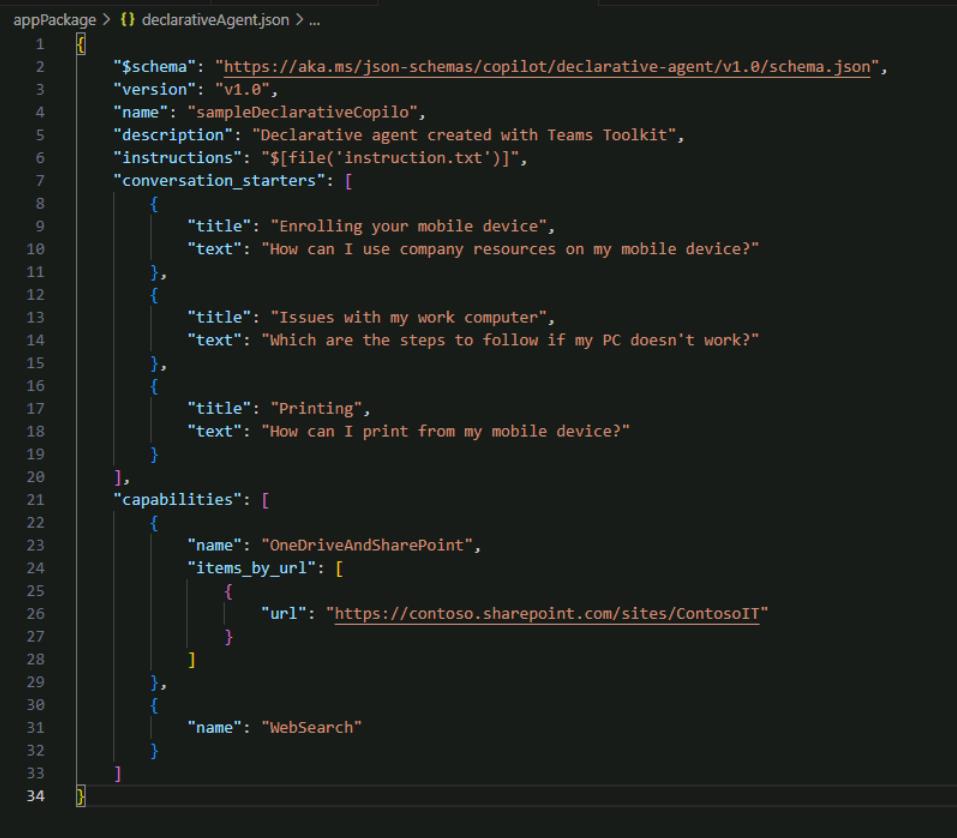 appPackage > {} declarativeAgent.json > ...
1 {
2 "$schema": "https://aka.ms/json-schemas/copilot/declarative-agent/v1.0/schema.json",
3 "version": "v1.0",
4 "name": "sampleDeclarativeCopilo",
5 "description": "Declarative agent created with Teams Toolkit",
6 "instructions": "$[file('instruction.txt')]",
7 "conversation_starters": [
8 {
9 "title": "Enrolling your mobile device",
10 "text": "How can I use company resources on my mobile device?"
11 },
12 {
13 "title": "Issues with my work computer",
14 "text": "Which are the steps to follow if my PC doesn't work?"
15 },
16 {
17 "title": "Printing",
18 "text": "How can I print from my mobile device?"
19 }
20 ],
21 "capabilities": [
22 {
23 "name": "OneDriveAndSharePoint",
24 "items_by_url": [
25 {
26 "url": "https://contoso.sharepoint.com/sites/ContosoIT"
27 }
28 ]
29 },
30 {
31 "name": "WebSearch"
32 }
33 ]
34 }